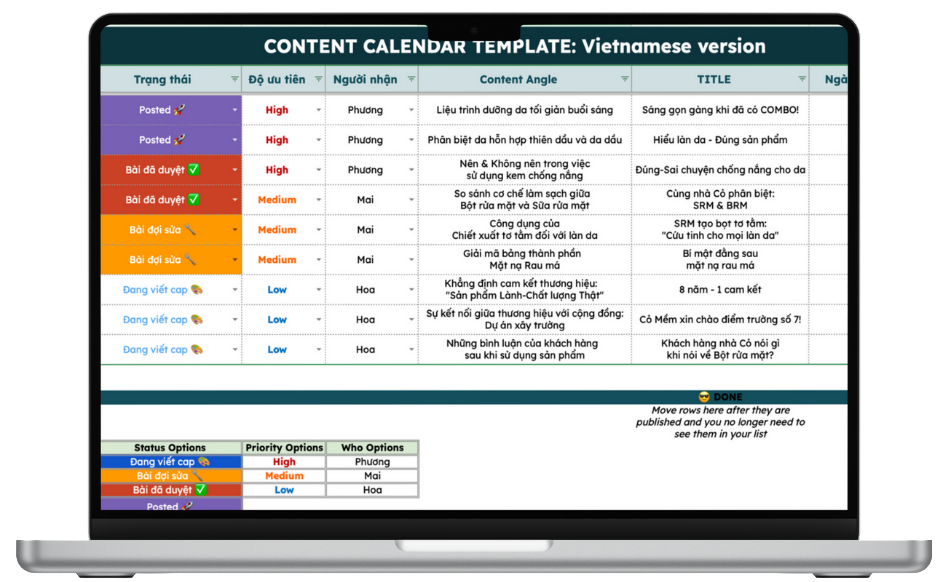 CONTENT CALENDAR TEMPLATE: Vietnamese version
Trạng thái Độ ưu tiên Người nhận Content Angle TITLE Ngà
Posted 🚀 High Phương Liệu trình dưỡng da tối giản buổi sáng Sáng gọn gàng khi đã có COMBO!
Posted 🚀 High Phương Phân biệt da hỗn hợp thiên dầu và da dầu Hiểu làn da - Đúng sản phẩm
Bài đã duyệt ✅ High Phương Nên & Không nên trong việc
sử dụng kem chống nắng Đúng-Sai chuyện chống nắng cho da
Bài đã duyệt ✅ Medium Mai So sánh cơ chế làm sạch giữa
Bột rửa mặt và Sữa rửa mặt Cùng nhà Cỏ phân biệt:
SRM & BRM
Bài đợi sửa 🔧 Medium Mai Công dụng của
Chiết xuất tơ tằm đối với làn da SRM tạo bọt tơ tằm:
"Cứu tinh cho mọi làn da"
Bài đợi sửa 🔧 Medium Mai Giải mã bảng thành phần
Mặt nạ Rau má Bí mật đằng sau
mặt nạ rau má
Đang viết cap 🎨 Low Hoa Khẳng định cam kết thương hiệu:
"Sản phẩm Lành-Chất lượng Thật" 8 năm - 1 cam kết
Đang viết cap 🎨 Low Hoa Sự kết nối giữa thương hiệu với cộng đồng:
Dự án xây trường Cỏ Mềm xin chào điểm trường số 7!
Đang viết cap 🎨 Low Hoa Những bình luận của khách hàng
sau khi sử dụng sản phẩm Khách hàng nhà Cỏ nói gì
khi nói về Bột rửa mặt?
😎 DONE
Move rows here after they are
published and you no longer need to
see them in your list
Status Options Priority Options Who Options
Đang viết cap 🎨 High Phương
Bài đợi sửa 🔧 Medium Mai
Bài đã duyệt ✅ Low Hoa
Posted 🚀